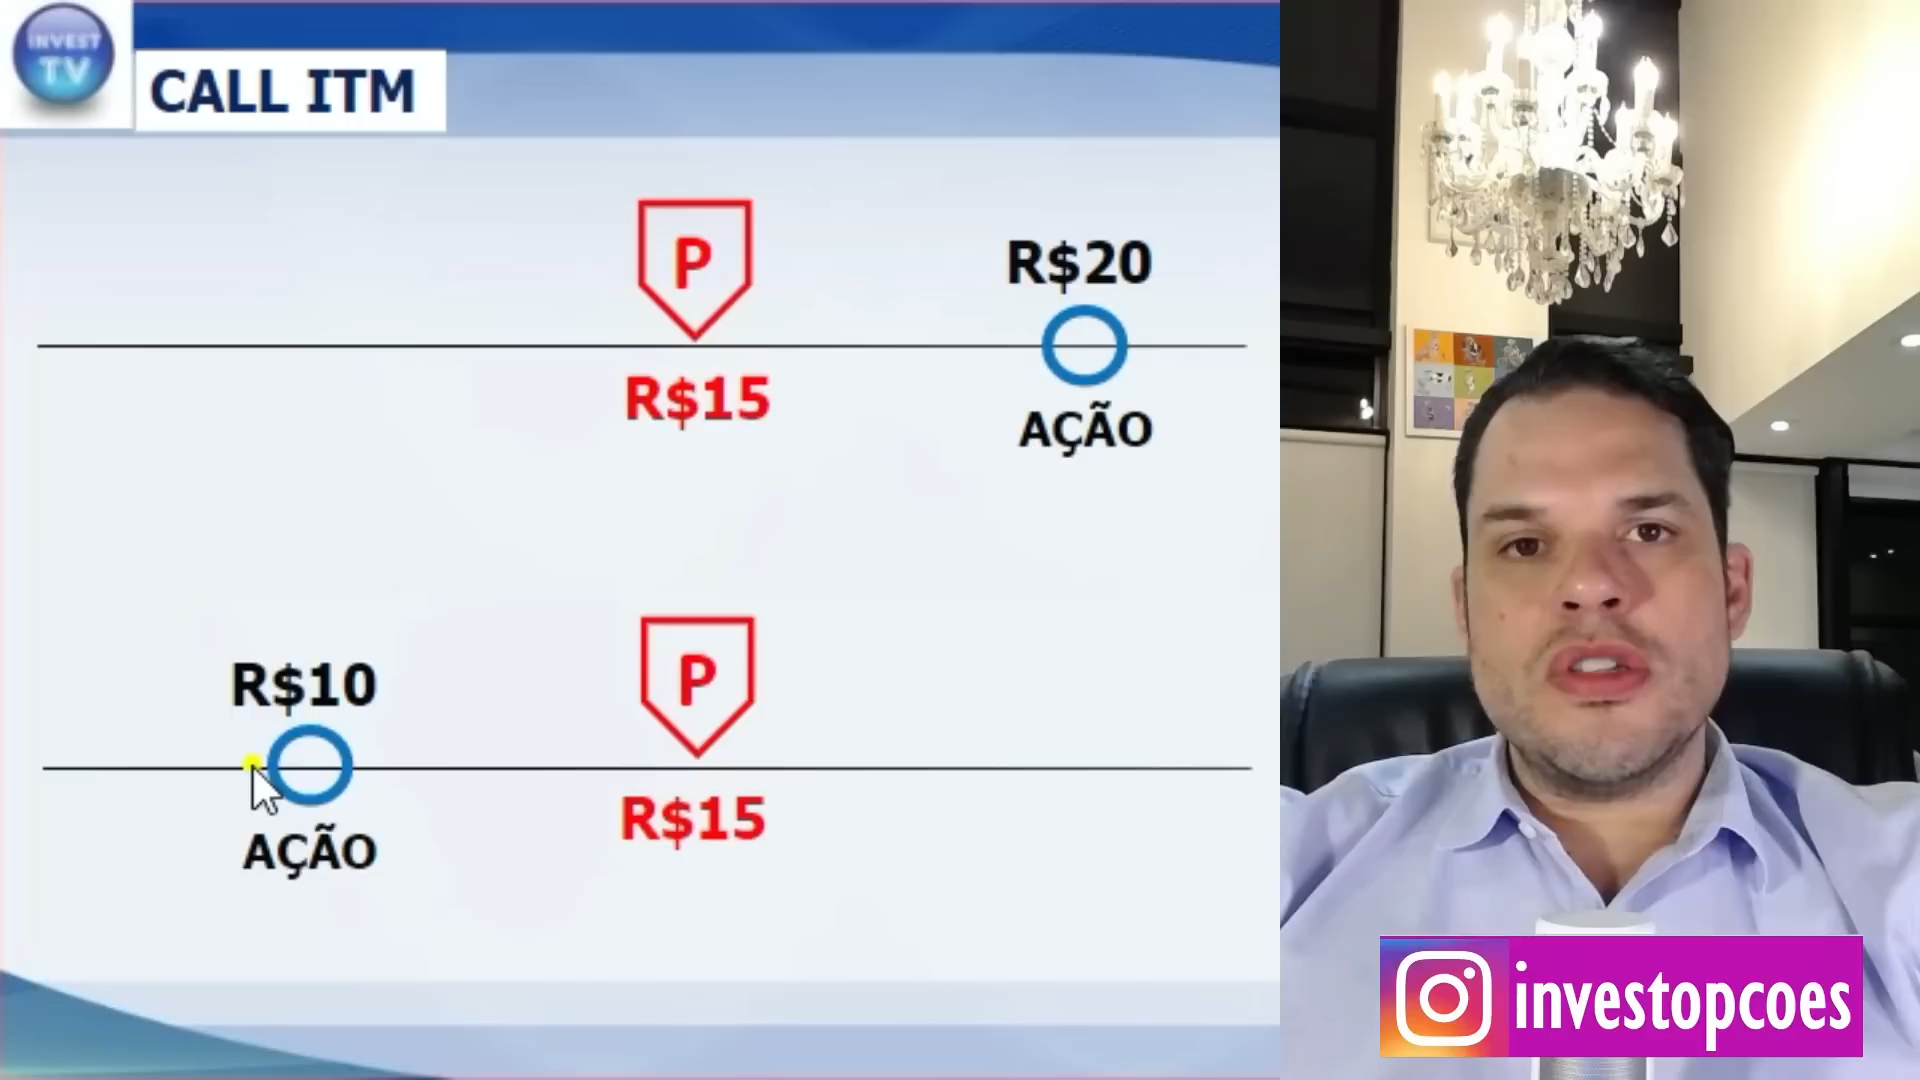 INVEST
TV
CALL ITM
P
R$20
R$15
AÇÃO
R$10
P
AÇÃO
R$15
investopcoes